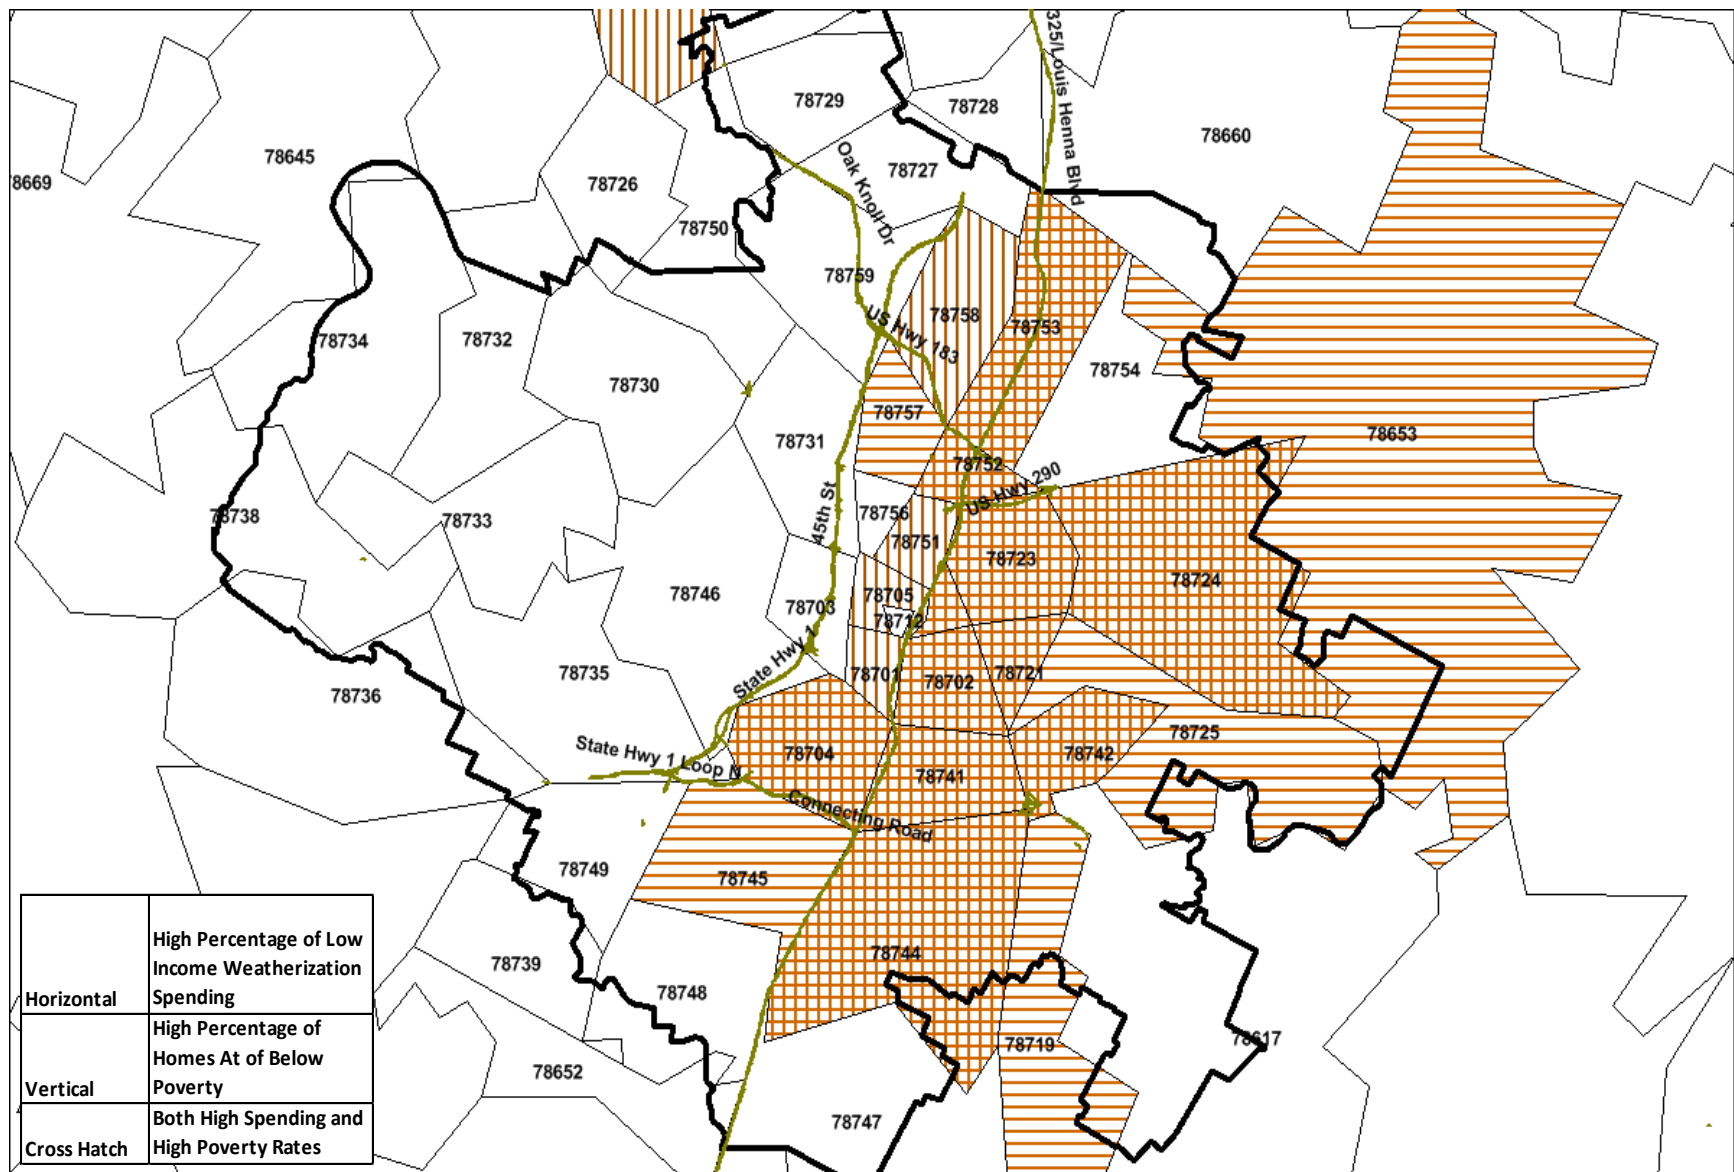 325/Louis Henna Blvd
78729
78728
78660
78645
78669
Oak Knoll Dr
78727
78726
78750
78759
78758
US Hwy 183
78753
78734
78732
78754
78730
78757
78731
78653
78752
US Hwy 290
45th St
78756
78738
78733
78751
78723
78724
78746
78705
78703
78712
State Hwy 1
78735
78701
78702
78721
78736
78725
State Hwy 1 Loop N
78704
78742
78741
Connecting Road
78749
78745
78744
78739
78748
78719
78617
78652
78747
High Percentage of Low
Income Weatherization
Horizontal Spending
High Percentage of
Homes At of Below
Vertical Poverty
Both High Spending and
Cross Hatch High Poverty Rates